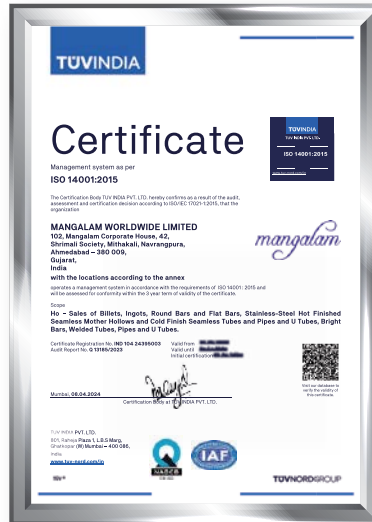 TÜVINDIA
Certificate
Management system as per
ISO 14001:2015
TÜVINDIA
TUV INDIA PVT. LTD.
ISO 14001:2015
The Certification Body TUV INDIA PVT. LTD. hereby confirms as a result of the audit,
assessment and certification decision according to ISO/IEC 17021-1:2015, that the
organization
MANGALAM WORLDWIDE LIMITED
102, Mangalam Corporate House, 42,
Shrimali Society, Mithakali, Navrangpura,
Ahmedabad – 380 009,
Gujarat,
India
with the locations according to the annex
mangalam
operates a management system in accordance with the requirements of ISO 14001: 2015 and
will be assessed for conformity within the 3 year term of validity of the certificate.
Scope
Ho – Sales of Billets, Ingots, Round Bars and Flat Bars, Stainless-Steel Hot Finished
Seamless Mother Hollows and Cold Finish Seamless Tubes and Pipes and U Tubes, Bright
Bars, Welded Tubes, Pipes and U Tubes.
Certificate Registration No. IND 104 24395003
Audit Report No. Q 13165/2023
Valid from
Valid until
Initial certification
Mumbai, 08.04.2024
Certification Body at TUV INDIA PVT. LTD.
Visit our database to
verify the validity of
this certificate.
TUV INDIA PVT. LTD.
801, Raheja Plaza 1, L.B.S Marg,
Ghatkopar (W) Mumbai – 400 086,
India
www.tuv-nord.com/in
NABCB
IAF
TÜVNORDGROUP